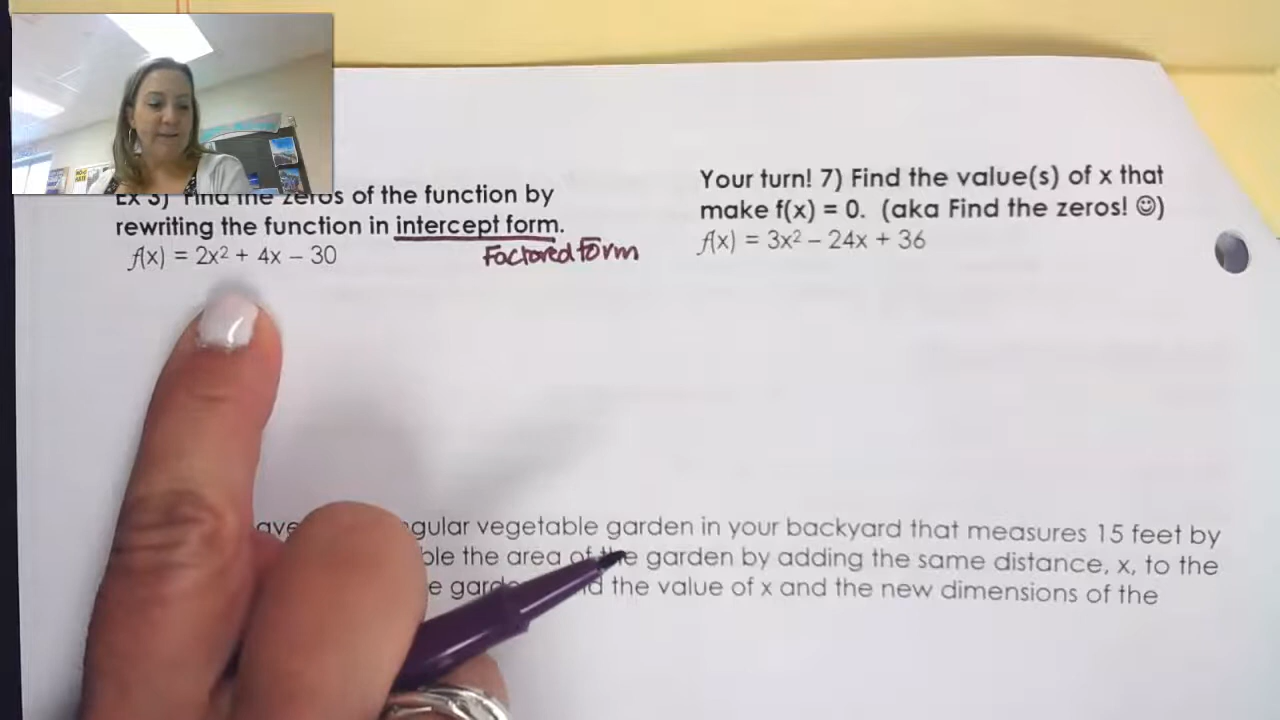 Ex 3) Find the zeros of the function by
rewriting the function in intercept form.
Factored form
f(x) = 2x² + 4x – 30
Your turn! 7) Find the value(s) of x that
make f(x) = 0. (aka Find the zeros! ☺)
f(x) = 3x² – 24x + 36
gular vegetable garden in your backyard that measures 15 feet by
ble the area of the garden by adding the same distance, x, to the
the value of x and the new dimensions of the